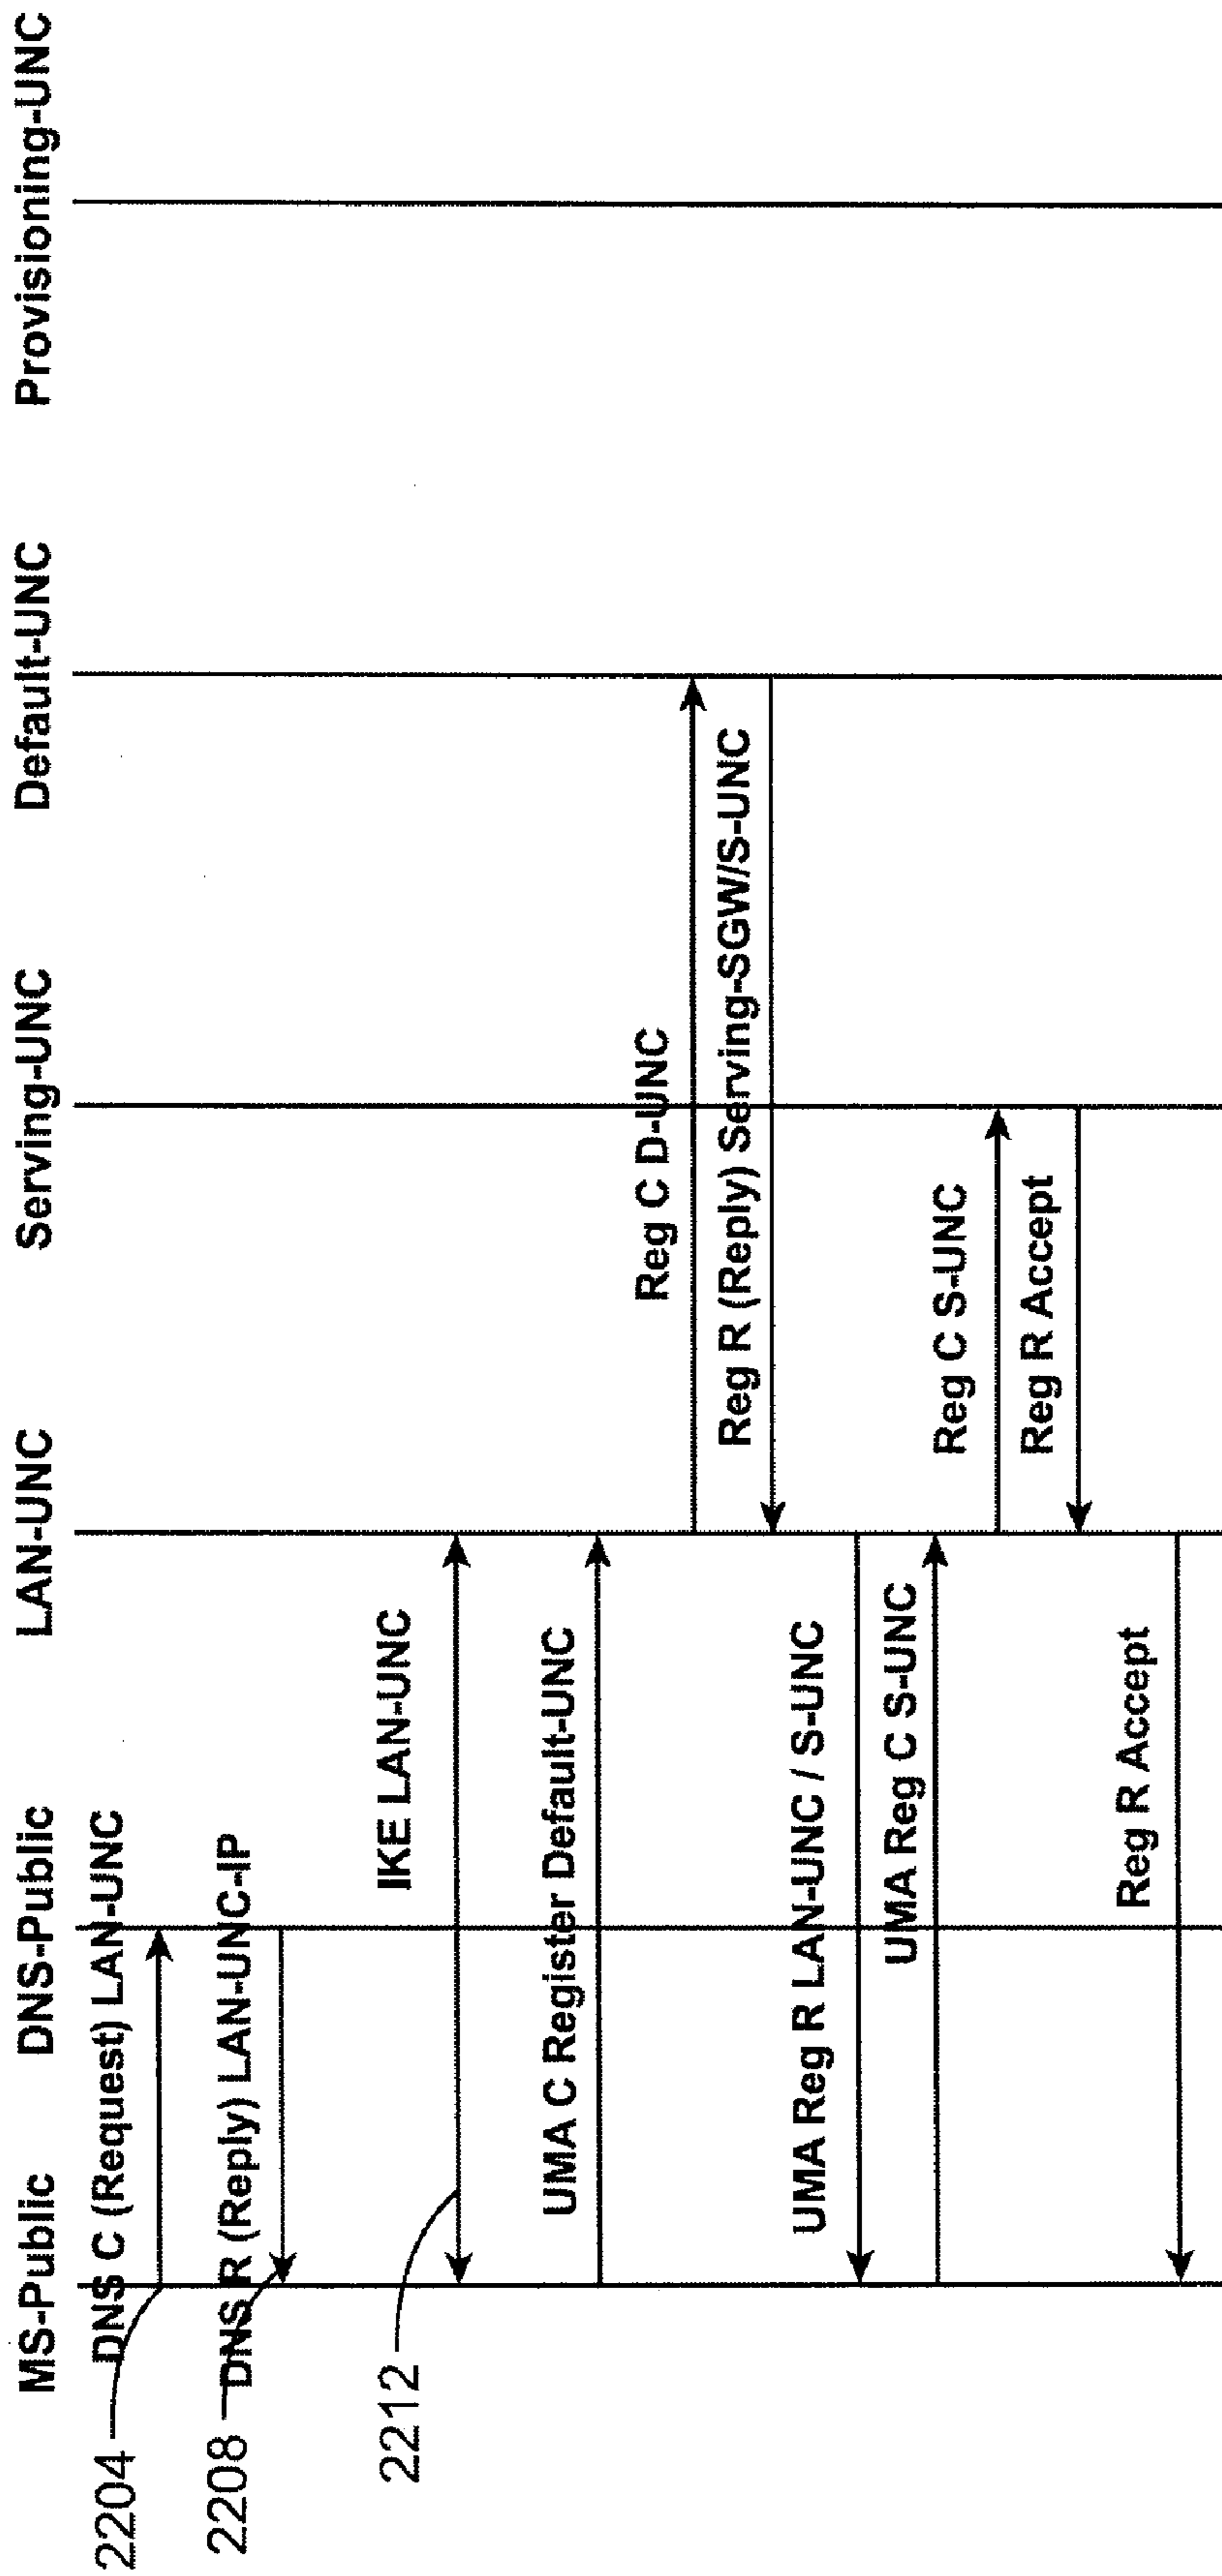 MS-Public DNS-Public LAN-UNC Serving-UNC Default-UNC Provisioning-UNC
DNS C (Request) LAN-UNC
2204
DNS R (Reply) LAN-UNC-IP
2208
IKE LAN-UNC
2212
UMA C Register Default-UNC
Reg C D-UNC
Reg R (Reply) Serving-SGW/S-UNC
UMA Reg R LAN-UNC / S-UNC
UMA Reg C S-UNC
Reg C S-UNC
Reg R Accept
Reg R Accept